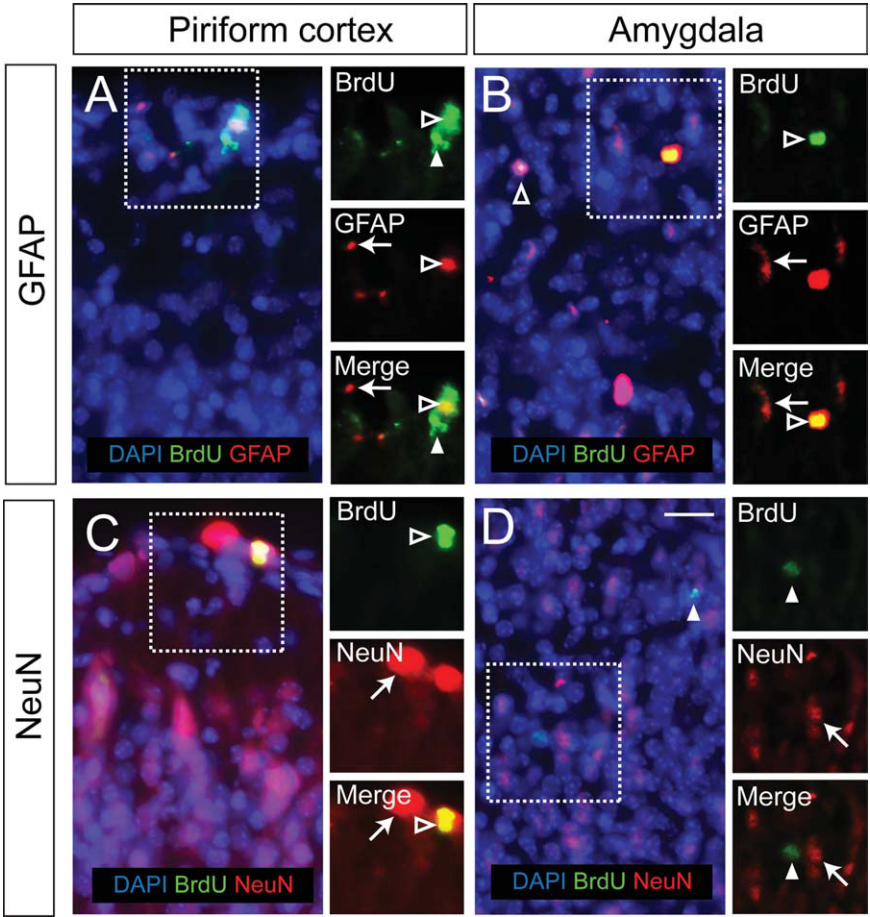 Piriform cortex
Amygdala
GFAP
A
BrdU
GFAP
Merge
DAPI BrdU GFAP
B
BrdU
GFAP
Merge
DAPI BrdU GFAP
NeuN
C
BrdU
NeuN
Merge
DAPI BrdU NeuN
D
BrdU
NeuN
Merge
DAPI BrdU NeuN